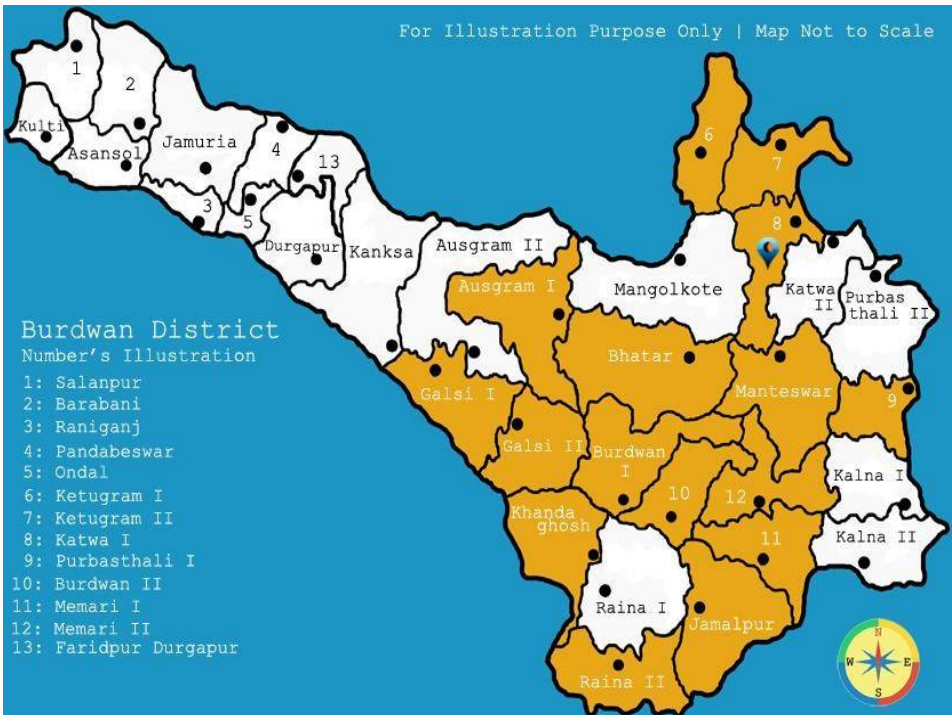 For Illustration Purpose Only | Map Not to Scale
1
2
Kulti
Asansol
Jamuria
4
13
3
5
Durgapur
Kanksa
Ausgram II
Ausgram I
6
7
8
Mangolkote
Katwa
II
Purbas
thali II
Bhatar
Manteswar
9
Galsi I
Galsi II
Burdwan
I
10
12
Kalna I
Khanda
ghosh
11
Kalna II
Raina I
Jamalpur
Raina II
Burdwan District
Number's Illustration
1: Salanpur
2: Barabani
3: Raniganj
4: Pandabeswar
5: Ondal
6: Ketugram I
7: Ketugram II
8: Katwa I
9: Purbasthali I
10: Burdwan II
11: Memari I
12: Memari II
13: Faridpur Durgapur
N
W
E
S